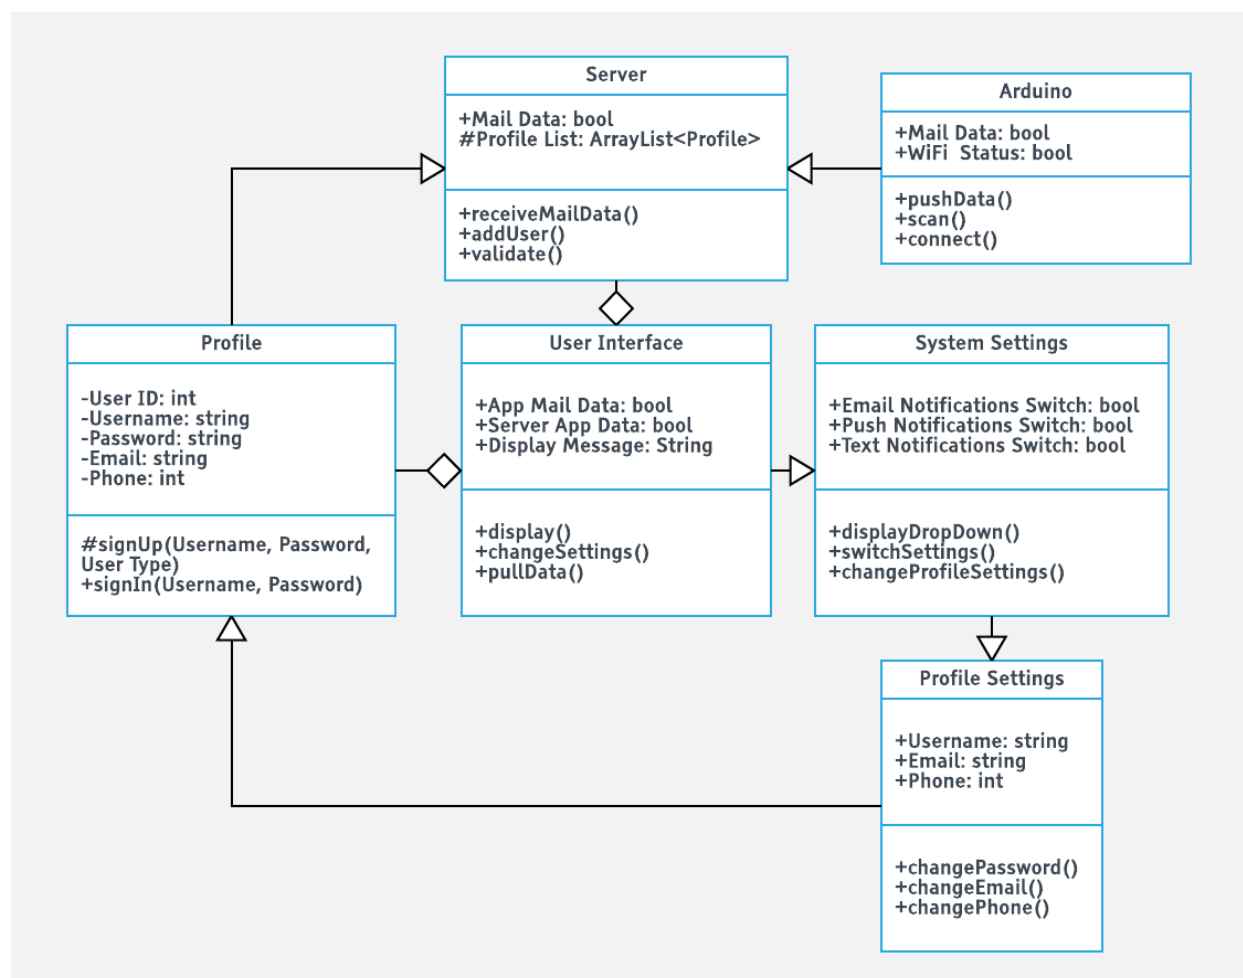 Server
+Mail Data: bool
#Profile List: ArrayList<Profile>
+receiveMailData()
+addUser()
+validate()
Arduino
+Mail Data: bool
+WiFi  Status: bool
+pushData()
+scan()
+connect()
Profile
-User ID: int
-Username: string
-Password: string
-Email: string
-Phone: int
#signUp(Username, Password,
User Type)
+signIn(Username, Password)
User Interface
+App Mail Data: bool
+Server App Data: bool
+Display Message: String
+display()
+changeSettings()
+pullData()
System Settings
+Email Notifications Switch: bool
+Push Notifications Switch: bool
+Text Notifications Switch: bool
+displayDropDown()
+switchSettings()
+changeProfileSettings()
Profile Settings
+Username: string
+Email: string
+Phone: int
+changePassword()
+changeEmail()
+changePhone()